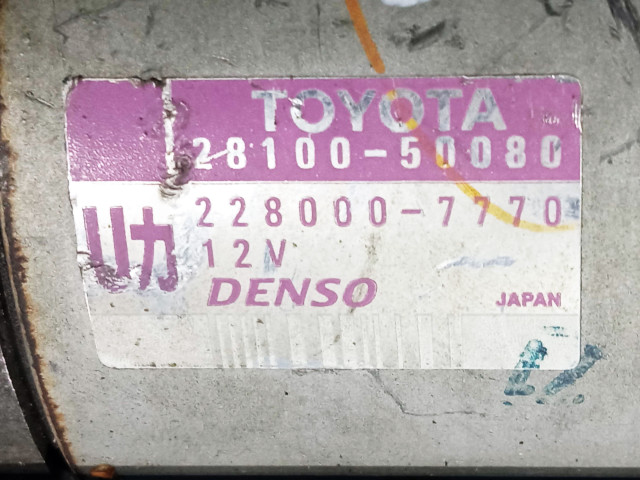 TOYOTA
28100-50080
228000-7770
リカ
12V
DENSO
JAPAN